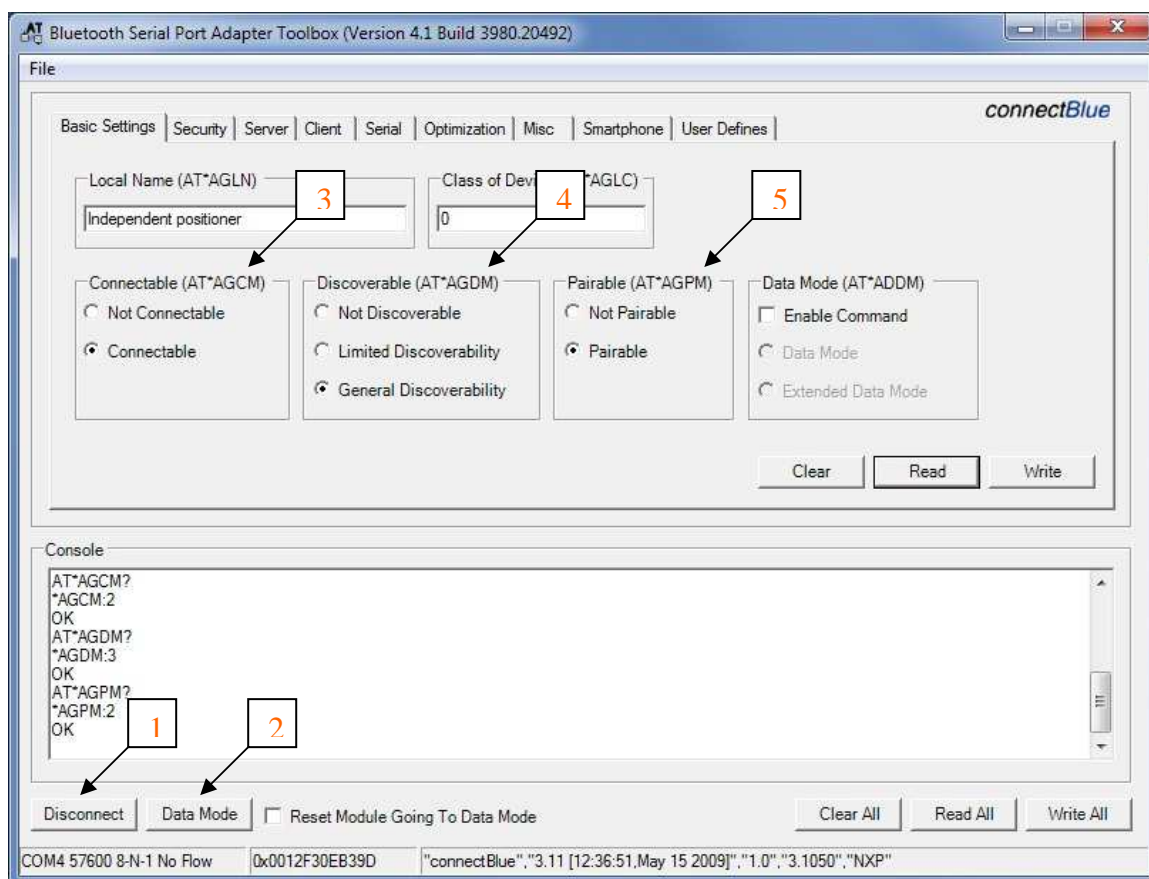 Bluetooth Serial Port Adapter Toolbox (Version 4.1 Build 3980.20492)
File
connectBlue
Basic Settings Security Server Client Serial Optimization Misc Smartphone User Defines
Local Name (AT*AGLN) 3 Class of Devi *AGLC) 4 5
Independent positioner 0
Connectable (AT*AGCM) Discoverable (AT*AGDM) Pairable (AT*AGPM) Data Mode (AT*ADDM)
Not Connectable Not Discoverable Not Pairable Enable Command
Connectable Limited Discoverability Pairable Data Mode
General Discoverability Extended Data Mode
Clear Read Write
Console
AT*AGCM?
*AGCM:2
OK
AT*AGDM?
*AGDM:3
OK
AT*AGPM?
*AGPM:2
OK
1 2
Disconnect Data Mode Reset Module Going To Data Mode Clear All Read All Write All
COM4 57600 8-N-1 No Flow 0x0012F30EB39D "connectBlue","3.11 [12:36:51,May 15 2009]","1.0","3.1050","NXP"